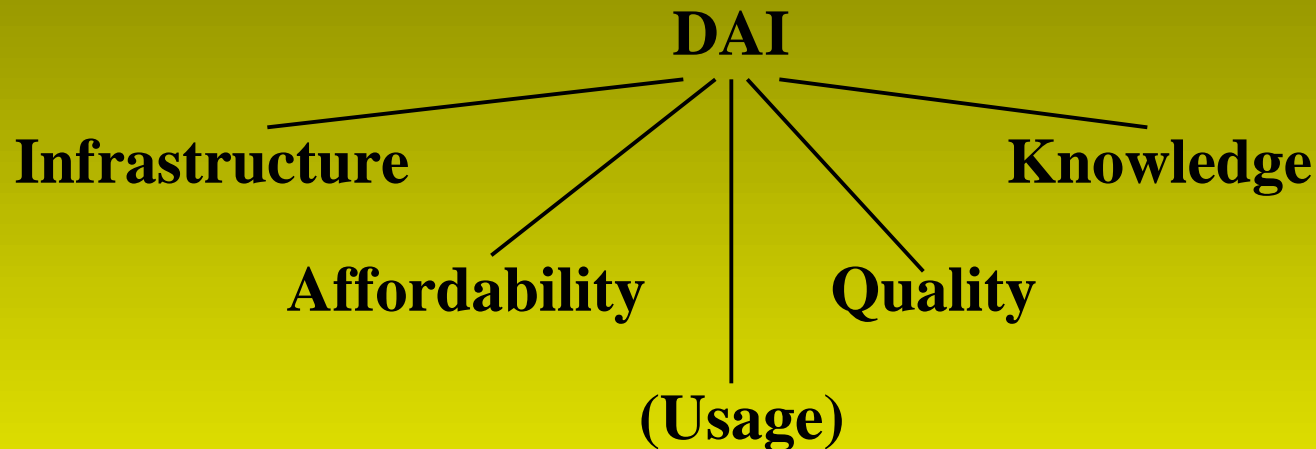 DAI
Infrastructure
Knowledge
Affordability
Quality
(Usage)